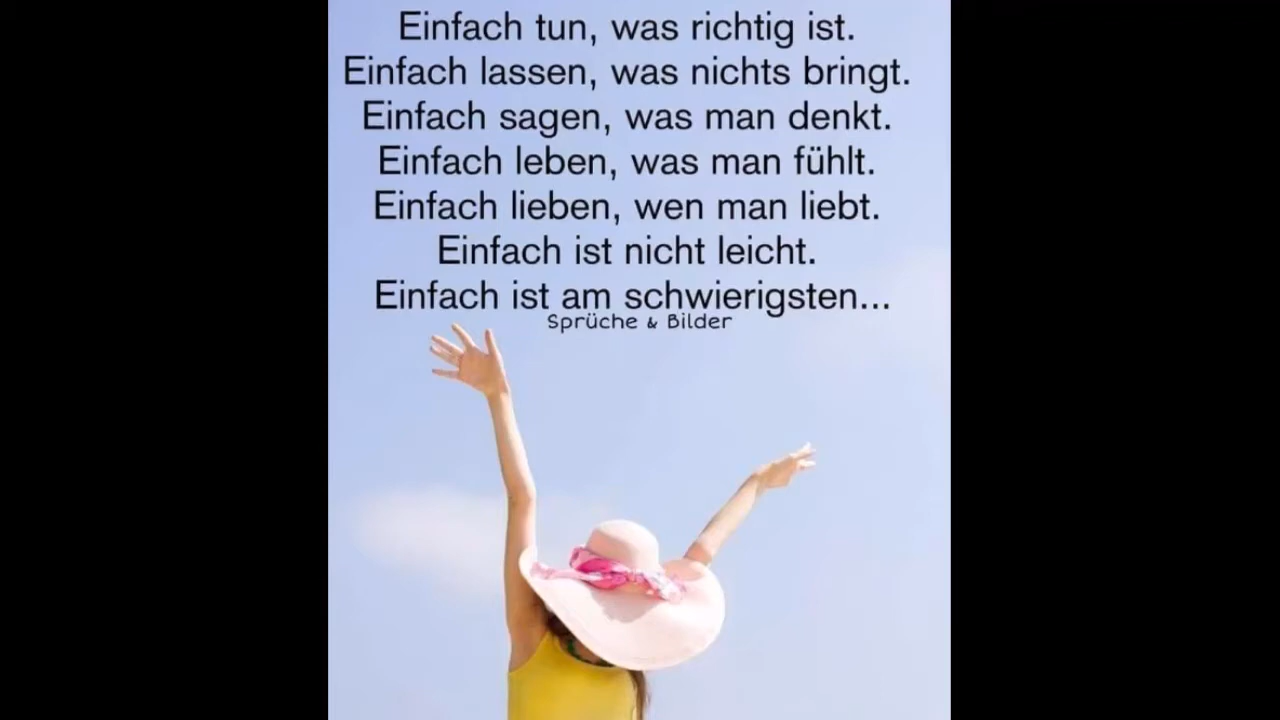 Einfach tun, was richtig ist.
Einfach lassen, was nichts bringt.
Einfach sagen, was man denkt.
Einfach leben, was man fühlt.
Einfach lieben, wen man liebt.
Einfach ist nicht leicht.
Einfach ist am schwierigsten...
Sprüche & Bilder